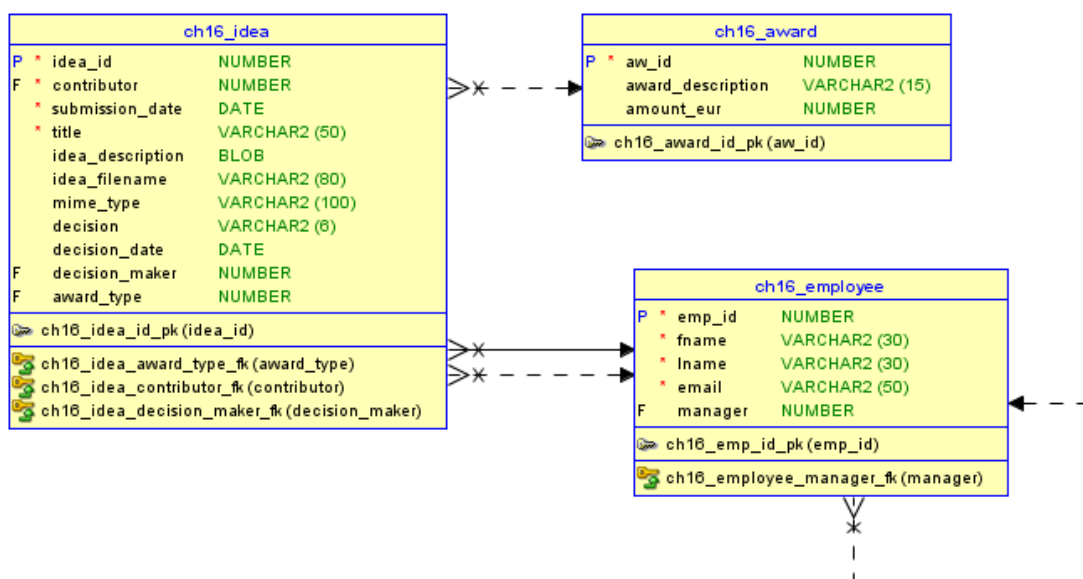 ch16_idea
P * idea_id NUMBER
F * contributor NUMBER
* submission_date DATE
* title VARCHAR2 (50)
idea_description BLOB
idea_filename VARCHAR2 (80)
mime_type VARCHAR2 (100)
decision VARCHAR2 (6)
decision_date DATE
F decision_maker NUMBER
F award_type NUMBER
ch16_idea_id_pk (idea_id)
ch16_idea_award_type_fk (award_type)
ch16_idea_contributor_fk (contributor)
ch16_idea_decision_maker_fk (decision_maker)
ch16_award
P * aw_id NUMBER
award_description VARCHAR2 (15)
amount_eur NUMBER
ch16_award_id_pk (aw_id)
ch16_employee
P * emp_id NUMBER
* fname VARCHAR2 (30)
* lname VARCHAR2 (30)
* email VARCHAR2 (50)
F manager NUMBER
ch16_emp_id_pk (emp_id)
ch16_employee_manager_fk (manager)